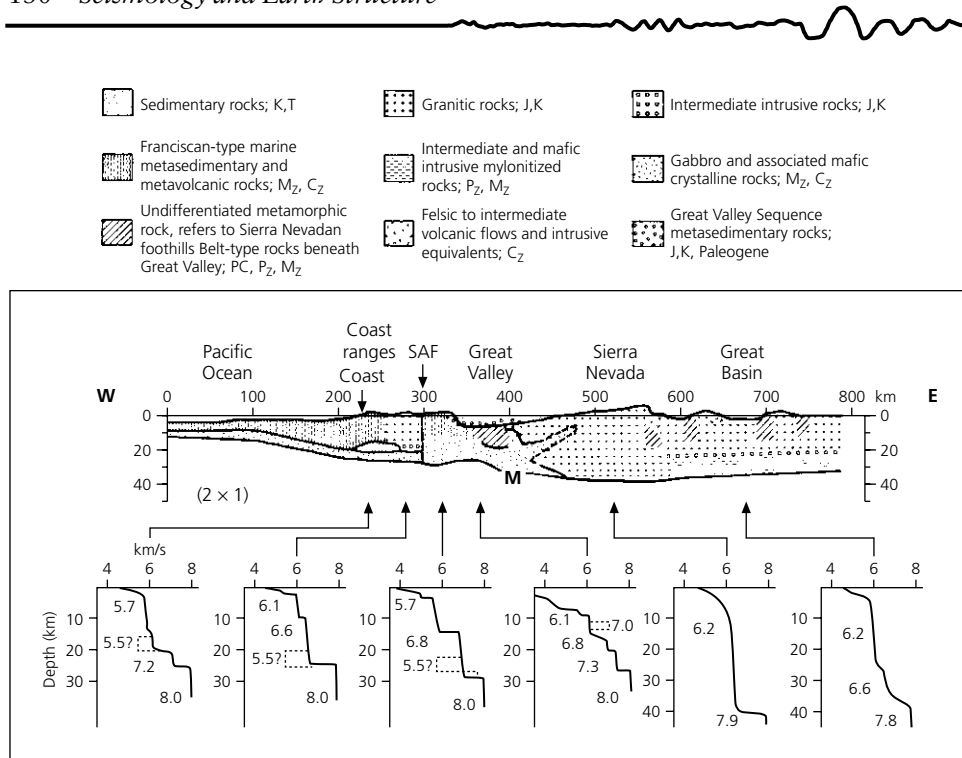 Seismology and Earth Structure
Sedimentary rocks; K,T
Granitic rocks; J,K
Intermediate intrusive rocks; J,K
Franciscan-type marine
metasedimentary and
metavolcanic rocks; MZ, CZ
Intermediate and mafic
intrusive mylonitized
rocks; PZ, MZ
Gabbro and associated mafic
crystalline rocks; MZ, CZ
Undifferentiated metamorphic
rock, refers to Sierra Nevadan
foothills Belt-type rocks beneath
Great Valley; PC, PZ, MZ
Felsic to intermediate
volcanic flows and intrusive
equivalents; CZ
Great Valley Sequence
metasedimentary rocks;
J,K, Paleogene
Pacific
Ocean
Coast
ranges
Coast
SAF
Great
Valley
Sierra
Nevada
Great
Basin
W 0 100 200 300 400 500 600 700 800 km E
0 0
20 20
40 40
M
(2 × 1)
km/s
4 6 8 4 6 8 4 6 8 4 6 8 4 6 8 4 6 8
Depth (km)
10
20
30
5.7
5.5?
7.2
8.0
10
20
30
6.1
6.6
5.5?
8.0
10
20
30
5.7
6.8
5.5?
8.0
10
20
30
6.1
7.0
6.8
7.3
8.0
10
20
30
40
6.2
7.9
10
20
30
40
6.2
6.6
7.8